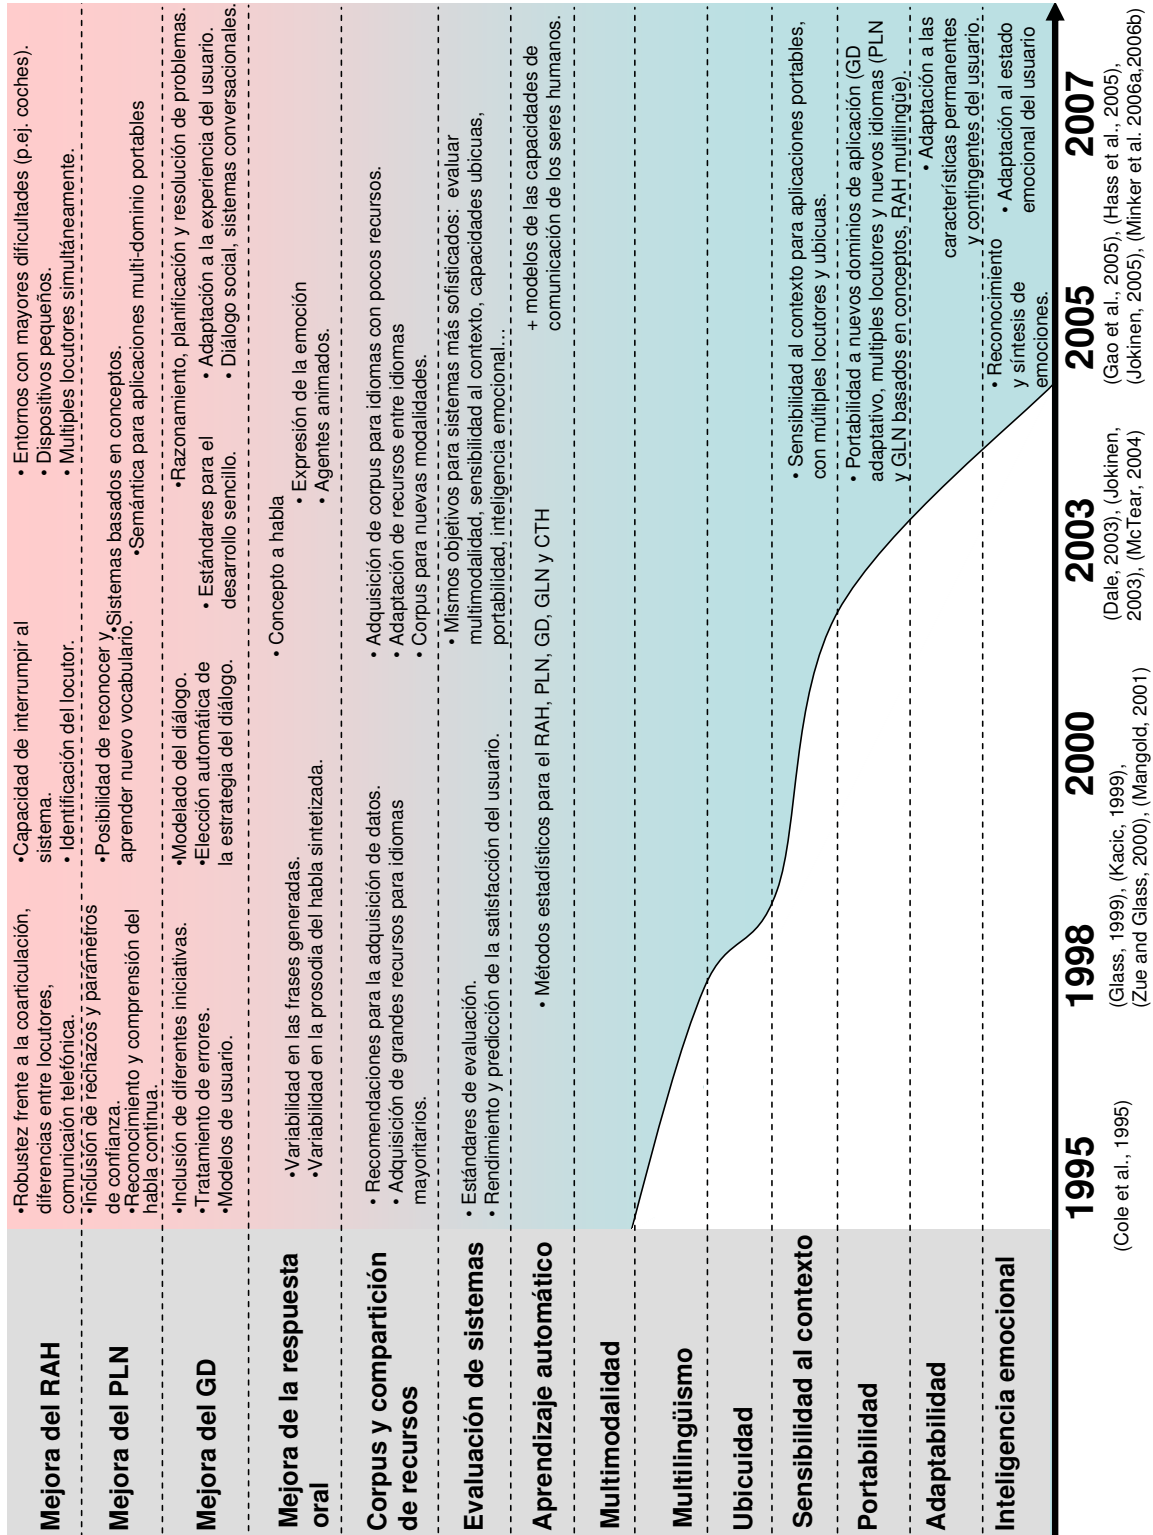 Mejora del RAH
•Robustez frente a la coarticulación,
diferencias entre locutores,
comunicaión telefónica.
•Capacidad de interrumpir al
sistema.
• Identificación del locutor.
• Entornos con mayores dificultades (p.ej. coches).
• Dispositivos pequeños.
• Multiples locutores simultáneamente.
Mejora del PLN
•Inclusión de rechazos y parámetros
de confianza.
•Reconocimiento y comprensión del
habla continua.
•Posibilidad de reconocer y
aprender nuevo vocabulario.
•Sistemas basados en conceptos.
•Semántica para aplicaciones multi-dominio portables
Mejora del GD
•Inclusión de diferentes iniciativas.
•Tratamiento de errores.
•Modelos de usuario.
•Modelado del diálogo.
•Elección automática de
la estrategia del diálogo.
• Estándares para el
desarrollo sencillo.
•Razonamiento, planificación y resolución de problemas.
• Adaptación a la experiencia del usuario.
• Diálogo social, sistemas conversacionales.
Mejora de la respuesta
oral
•Variabilidad en las frases generadas.
•Variabilidad en la prosodia del habla sintetizada.
• Concepto a habla
• Expresión de la emoción
• Agentes animados.
Corpus y compartición
de recursos
• Recomendaciones para la adquisición de datos.
• Adquisición de grandes recursos para idiomas
mayoritarios.
• Adquisición de corpus para idiomas con pocos recursos.
• Adaptación de recursos entre idiomas
• Corpus para nuevas modalidades.
Evaluación de sistemas
• Estándares de evaluación.
• Rendimiento y predicción de la satisfacción del usuario.
• Mismos objetivos para sistemas más sofisticados: evaluar
multimodalidad, sensibilidad al contexto, capacidades ubicuas,
portabilidad, inteligencia emocional…
Aprendizaje automático
• Métodos estadísticos para el RAH, PLN, GD, GLN y CTH
+ modelos de las capacidades de
comunicación de los seres humanos.
Multimodalidad
Multilingüismo
Ubicuidad
Sensibilidad al contexto
• Sensibilidad al contexto para aplicaciones portables,
con múltiples locutores y ubicuas.
Portabilidad
• Portabilidad a nuevos dominios de aplicación (GD
adaptativo, multiples locutores y nuevos idiomas (PLN
y GLN basados en conceptos, RAH multilingüe).
Adaptabilidad
• Adaptación a las
características permanentes
y contingentes del usuario.
Inteligencia emocional
• Reconocimiento
y síntesis de
emociones.
• Adaptación al estado
emocional del usuario
1995
1998
2000
2003
2005
2007
(Cole et al., 1995)
(Glass, 1999), (Kacic, 1999),
(Zue and Glass, 2000), (Mangold, 2001)
(Dale, 2003), (Jokinen,
2003), (McTear, 2004)
(Gao et al., 2005), (Hass et al., 2005),
(Jokinen, 2005), (Minker et al. 2006a,2006b)